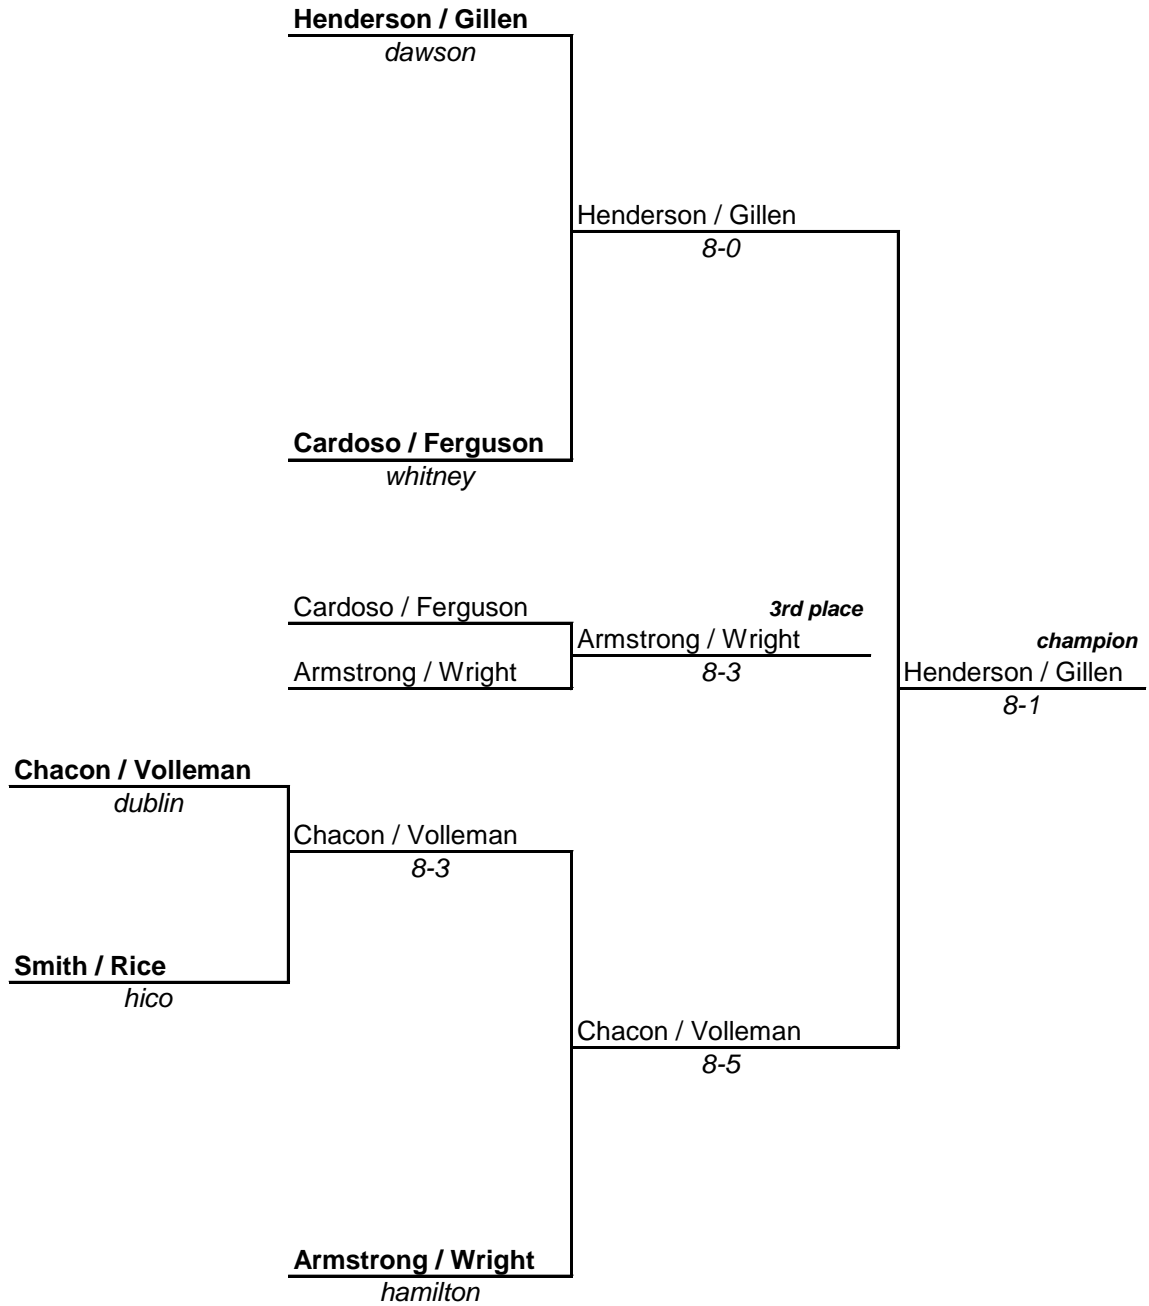 Henderson / Gillen
dawson
Henderson / Gillen
8-0
Cardoso / Ferguson
whitney
Cardoso / Ferguson
3rd place
Armstrong / Wright
champion
Armstrong / Wright
8-3
Henderson / Gillen
8-1
Chacon / Volleman
dublin
Chacon / Volleman
8-3
Smith / Rice
hico
Chacon / Volleman
8-5
Armstrong / Wright
hamilton